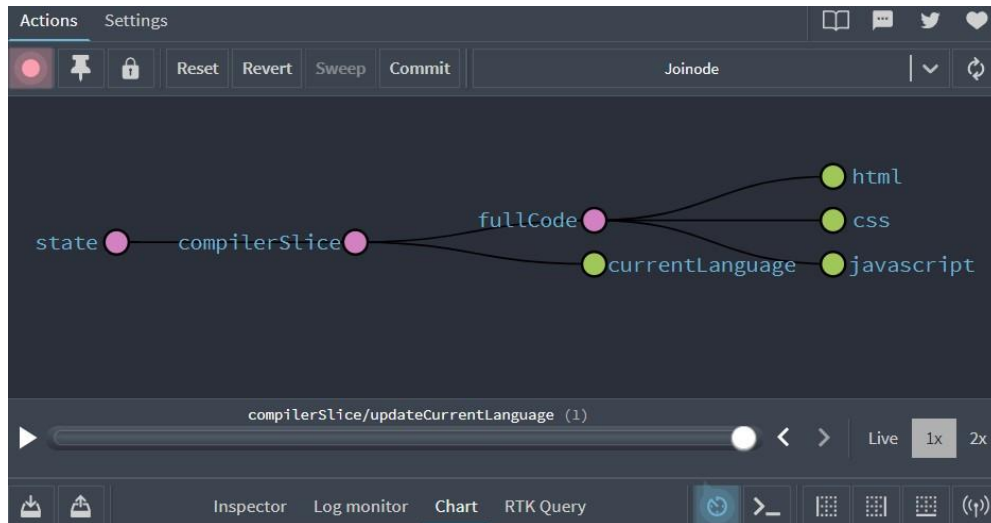 Actions Settings
Reset Revert Sweep Commit Joinode
html
fullCode css
state compilerSlice
currentLanguage javascript
compilerSlice/updateCurrentLanguage (1)
Live 1x 2x
Inspector Log monitor Chart RTK Query